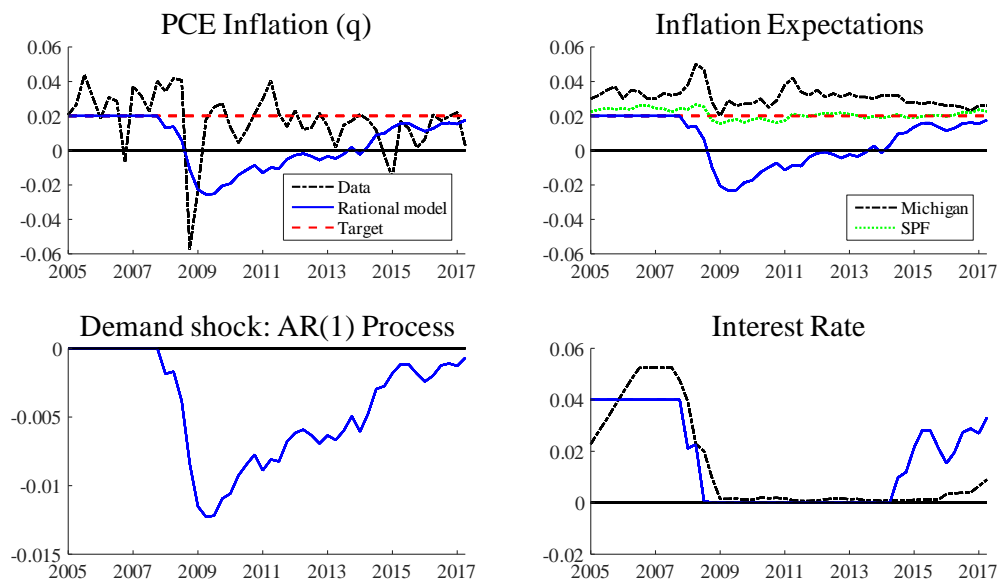 PCE Inflation (q)
0.06
0.04
0.02
0
-0.02
-0.04
-0.06
Data
Rational model
Target
2005 2007 2009 2011 2013 2015 2017
Inflation Expectations
0.06
0.04
0.02
0
-0.02
-0.04
-0.06
Michigan
SPF
2005 2007 2009 2011 2013 2015 2017
Demand shock: AR(1) Process
0
-0.005
-0.01
-0.015
2005 2007 2009 2011 2013 2015 2017
Interest Rate
0.06
0.04
0.02
0
-0.02
2005 2007 2009 2011 2013 2015 2017